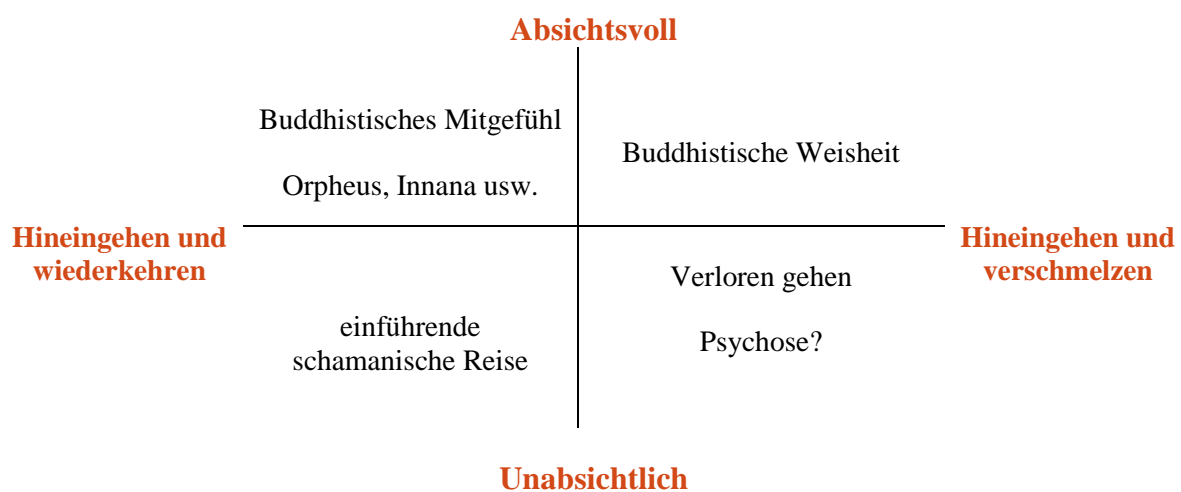 Absichtsvoll
Buddhistisches Mitgefühl
Orpheus, Innana usw.
Buddhistische Weisheit
Hineingehen und
wiederkehren
Hineingehen und
verschmelzen
einführende
schamanische Reise
Verloren gehen
Psychose?
Unabsichtlich